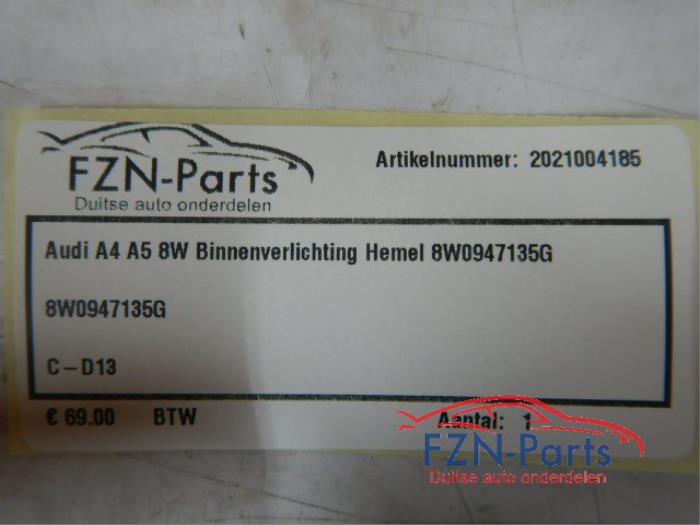 FZN-Parts
Duitse auto onderdelen
Artikelnummer: 2021004185
Audi A4 A5 8W Binnenverlichting Hemel 8W0947135G
8W0947135G
C-D13
€ 69.00 BTW Aantal: 1
FZN-Parts
Duitse auto onderdelen